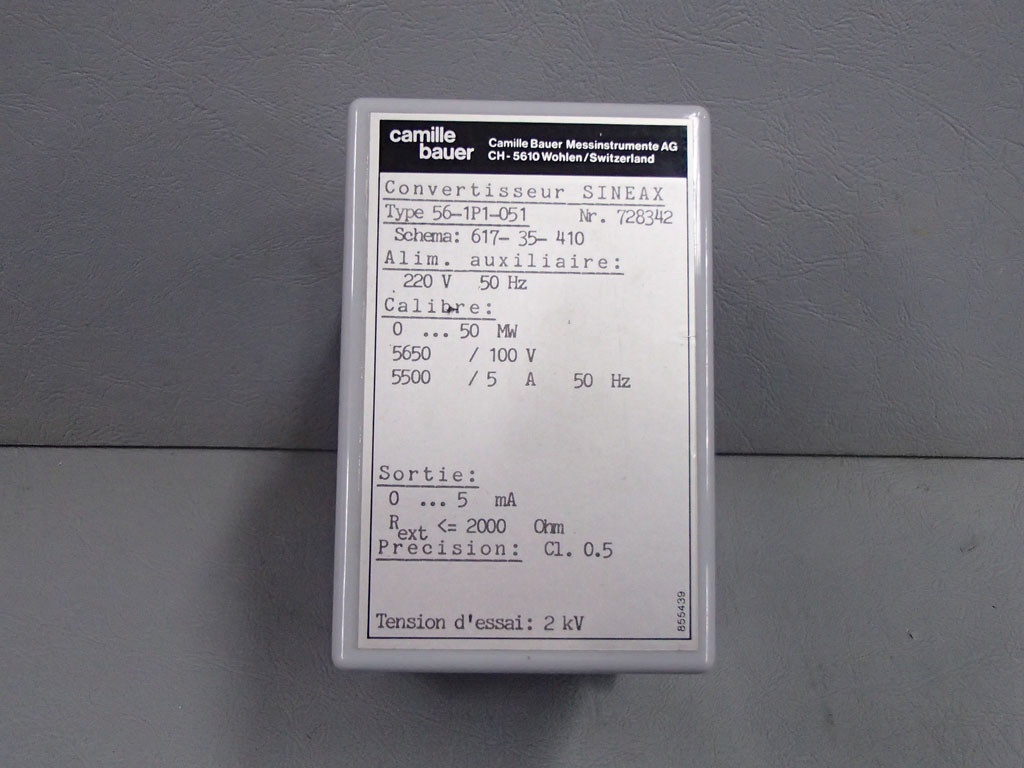 camille
bauer
Camille Bauer Messinstrumente AG
CH-5610 Wohlen/Switzerland
Convertisseur SINEAX
Type 56-1P1-051 Nr. 728342
Schema: 617- 35- 410
Alim. auxiliaire:
220 V 50 Hz
Calibre:
0 ... 50 MW
5650 / 100 V
5500 / 5 A 50 Hz
Sortie:
0 ... 5 mA
Rext <= 2000 Ohm
Precision: Cl. 0.5
Tension d'essai: 2 kV
855439